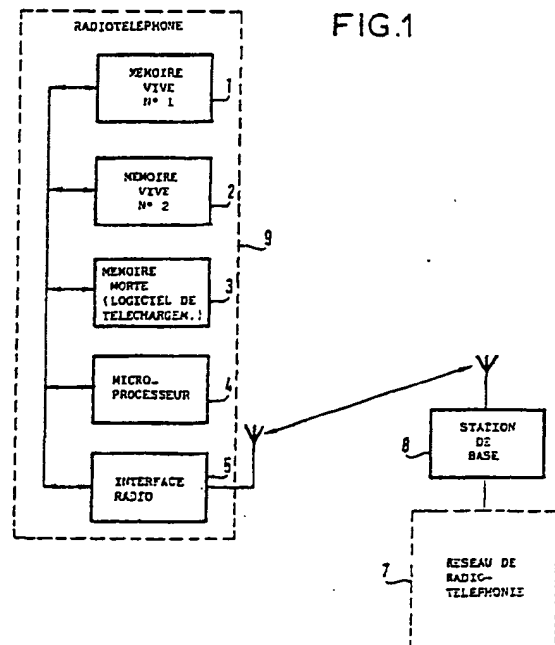 FIG.1
RADIOTELEPHONE
MEMOIRE
VIVE
N° 1
1
MEMOIRE
VIVE
N° 2
2
9
MEMOIRE
MORTE
(LOGICIEL DE
TELECHARGEM.)
3
MICRO-
PROCESSEUR
4
INTERFACE
RADIO
5
STATION
DE
BASE
8
RESEAU DE
RADIO-
TELEPHONIE
7